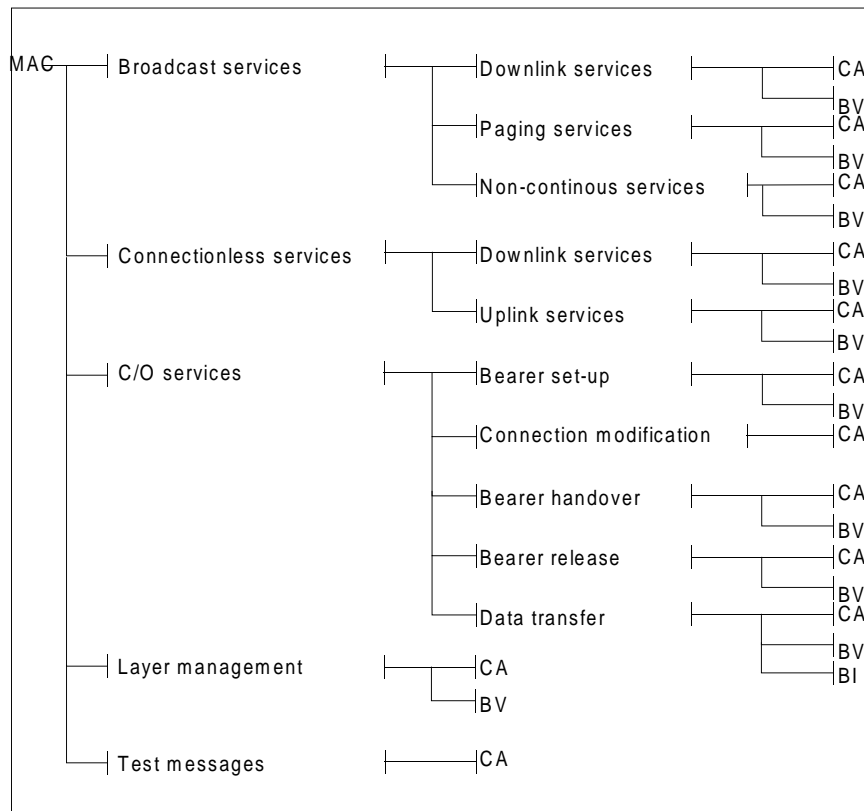 MAC Broadcast services Downlink services CA
BV
Paging services CA
BV
Non-continous services CA
BV
Connectionless services Downlink services CA
BV
Uplink services CA
BV
C/O services Bearer set-up CA
BV
Connection modification CA
Bearer handover CA
BV
Bearer release CA
BV
Data transfer CA
BV
Layer management CA BI
BV
Test messages CA